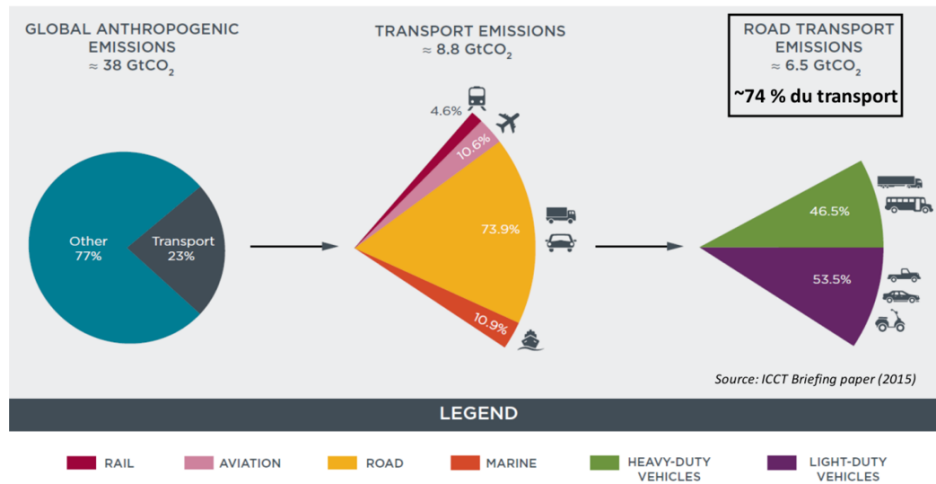 GLOBAL ANTHROPOGENIC
EMISSIONS
≈ 38 GtCO₂
TRANSPORT EMISSIONS
≈ 8.8 GtCO₂
ROAD TRANSPORT
EMISSIONS
≈ 6.5 GtCO₂
~74 % du transport
Other
77%
Transport
23%
4.6%
10.6%
73.9%
10.9%
46.5%
53.5%
Source: ICCT Briefing paper (2015)
LEGEND
RAIL
AVIATION
ROAD
MARINE
HEAVY-DUTY
VEHICLES
LIGHT-DUTY
VEHICLES